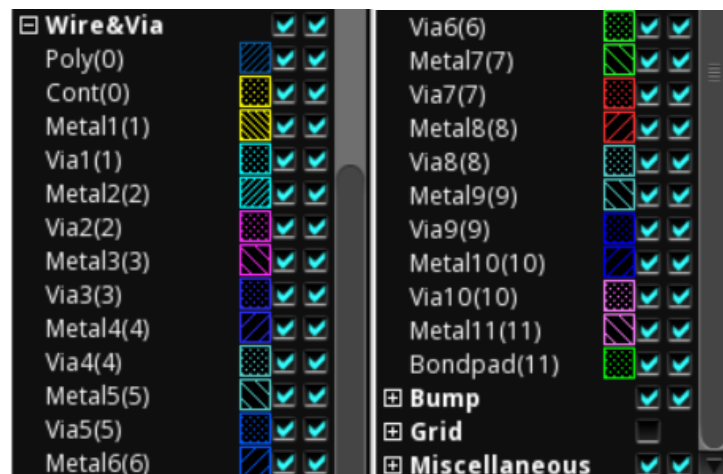 Wire&Via
Poly(0)
Cont(0)
Metal1(1)
Via1(1)
Metal2(2)
Via2(2)
Metal3(3)
Via3(3)
Metal4(4)
Via4(4)
Metal5(5)
Via5(5)
Metal6(6)
Via6(6)
Metal7(7)
Via7(7)
Metal8(8)
Via8(8)
Metal9(9)
Via9(9)
Metal10(10)
Via10(10)
Metal11(11)
Bondpad(11)
Bump
Grid
Miscellaneous